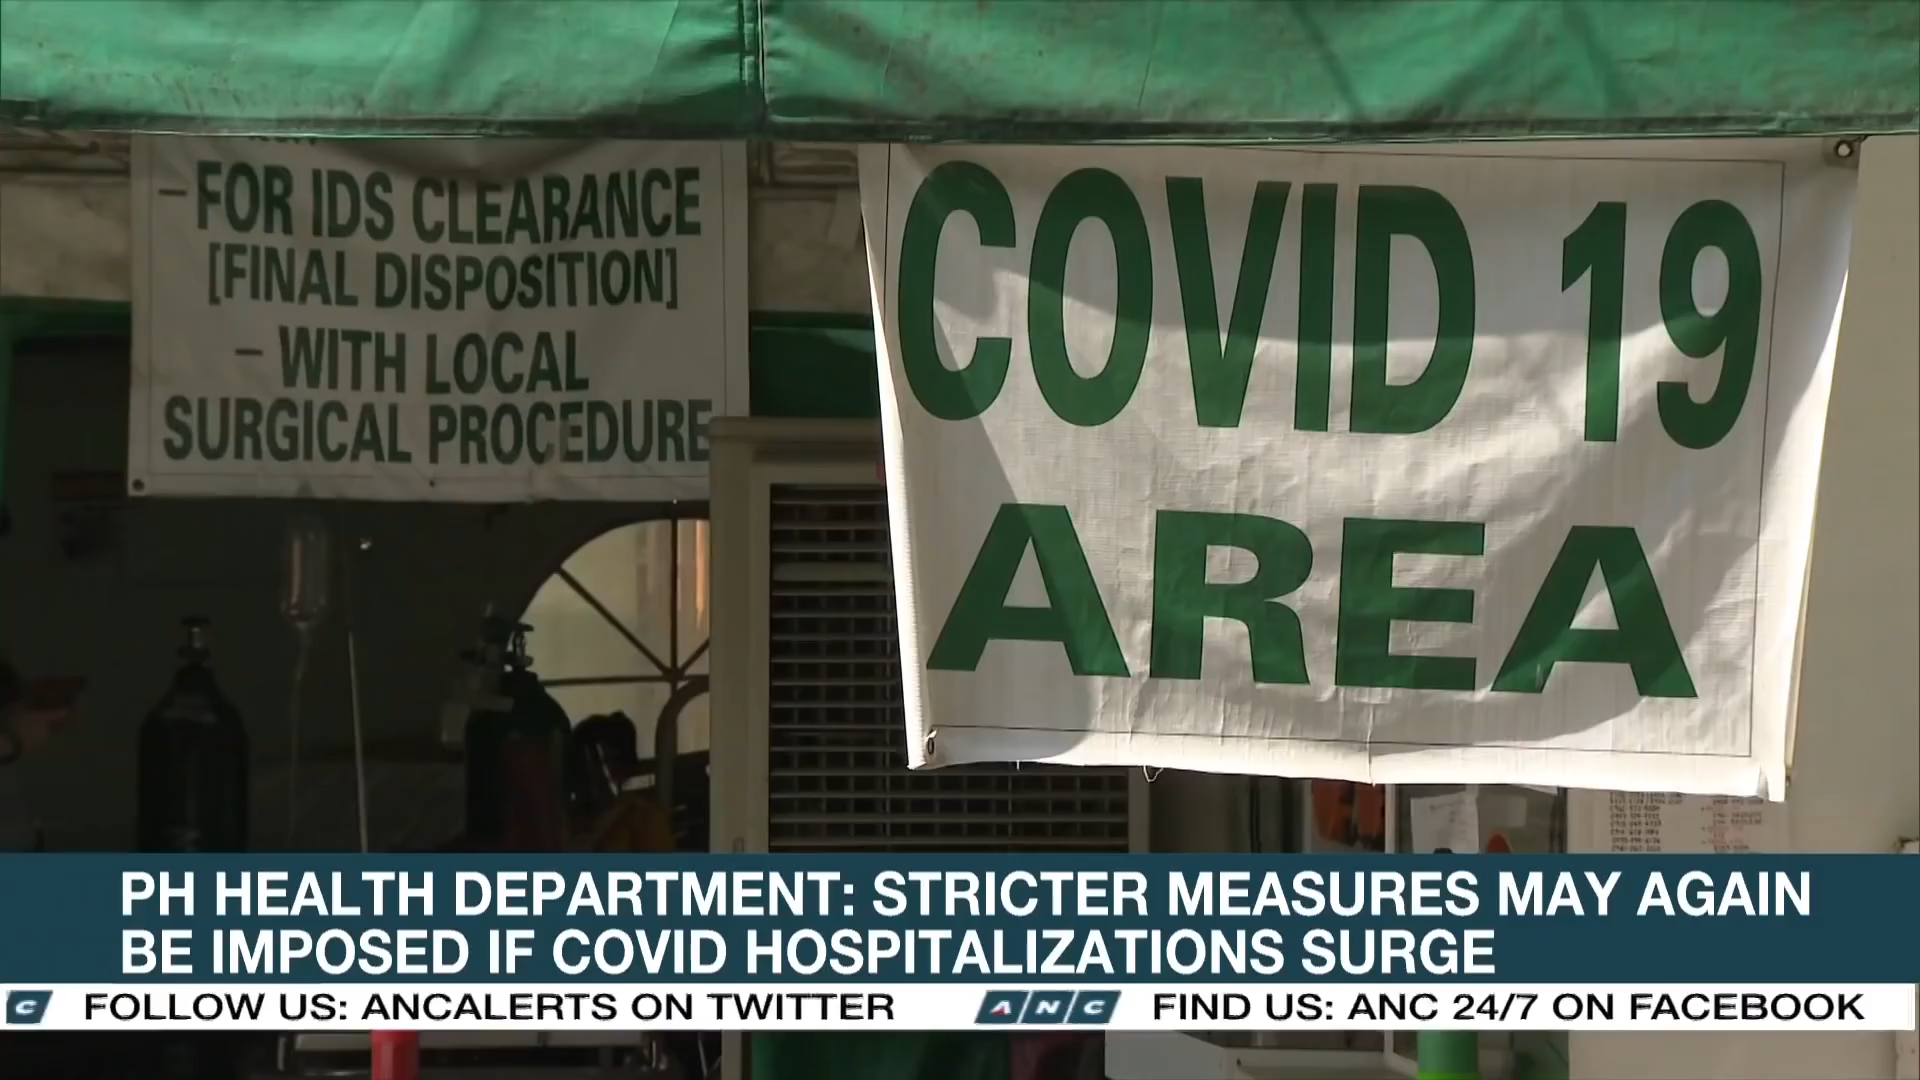 – FOR IDS CLEARANCE
[FINAL DISPOSITION]
– WITH LOCAL
SURGICAL PROCEDURE
COVID 19
AREA
PH HEALTH DEPARTMENT: STRICTER MEASURES MAY AGAIN
BE IMPOSED IF COVID HOSPITALIZATIONS SURGE
C FOLLOW US: ANCALERTS ON TWITTER ANC FIND US: ANC 24/7 ON FACEBOOK